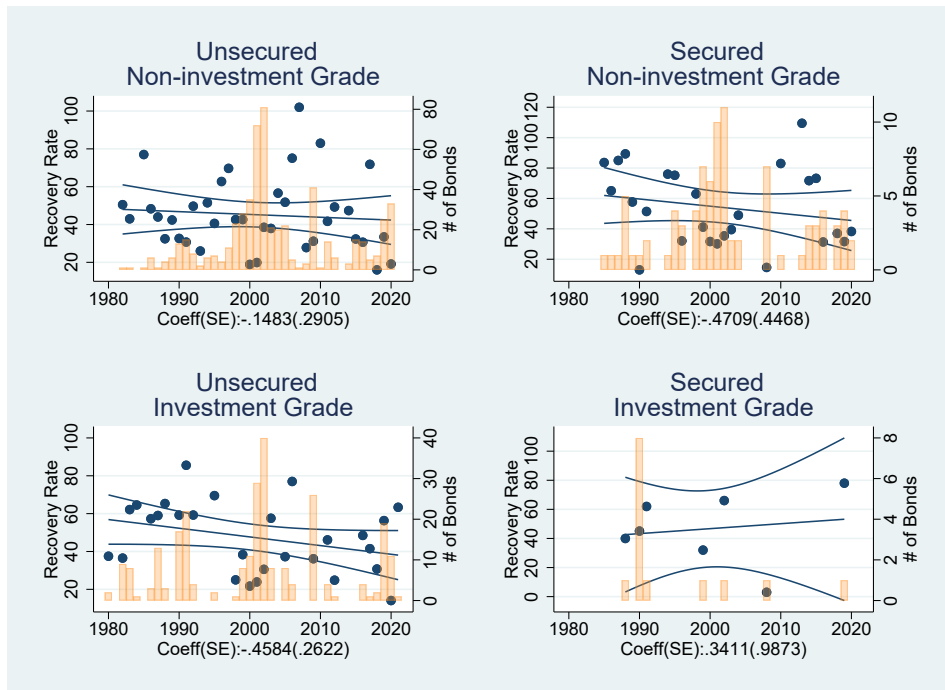 Unsecured
Non-investment Grade
Recovery Rate
20 40 60 80 100
0 20 40 60 80
# of Bonds
1980 1990 2000 2010 2020
Coeff(SE):-.1483(.2905)
Secured
Non-investment Grade
Recovery Rate
20 40 60 80 100 120
0 5 10
# of Bonds
1980 1990 2000 2010 2020
Coeff(SE):-.4709(.4468)
Unsecured
Investment Grade
Recovery Rate
20 40 60 80 100
0 10 20 30 40
# of Bonds
1980 1990 2000 2010 2020
Coeff(SE):-.4584(.2622)
Secured
Investment Grade
Recovery Rate
0 20 40 60 80 100
0 2 4 6 8
# of Bonds
1980 1990 2000 2010 2020
Coeff(SE):.3411(.9873)